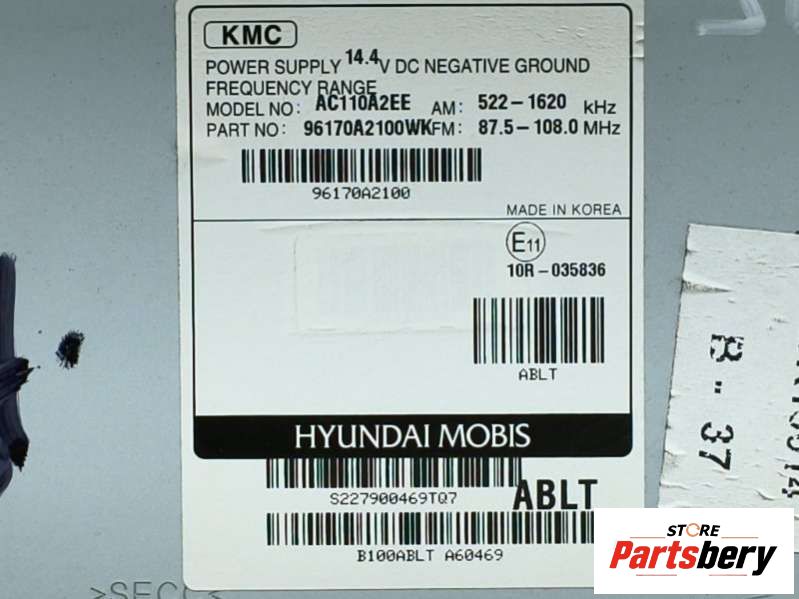 KMC
POWER SUPPLY 14.4V DC NEGATIVE GROUND
FREQUENCY RANGE
MODEL NO: AC110A2EE AM: 522-1620 kHz
PART NO: 96170A2100WK FM: 87.5-108.0 MHz
96170A2100
MADE IN KOREA
E11
10R-035836
ABLT
HYUNDAI MOBIS
S227900469TQ7
ABLT
B100ABLT A60469
B-37
STORE
Partsbery